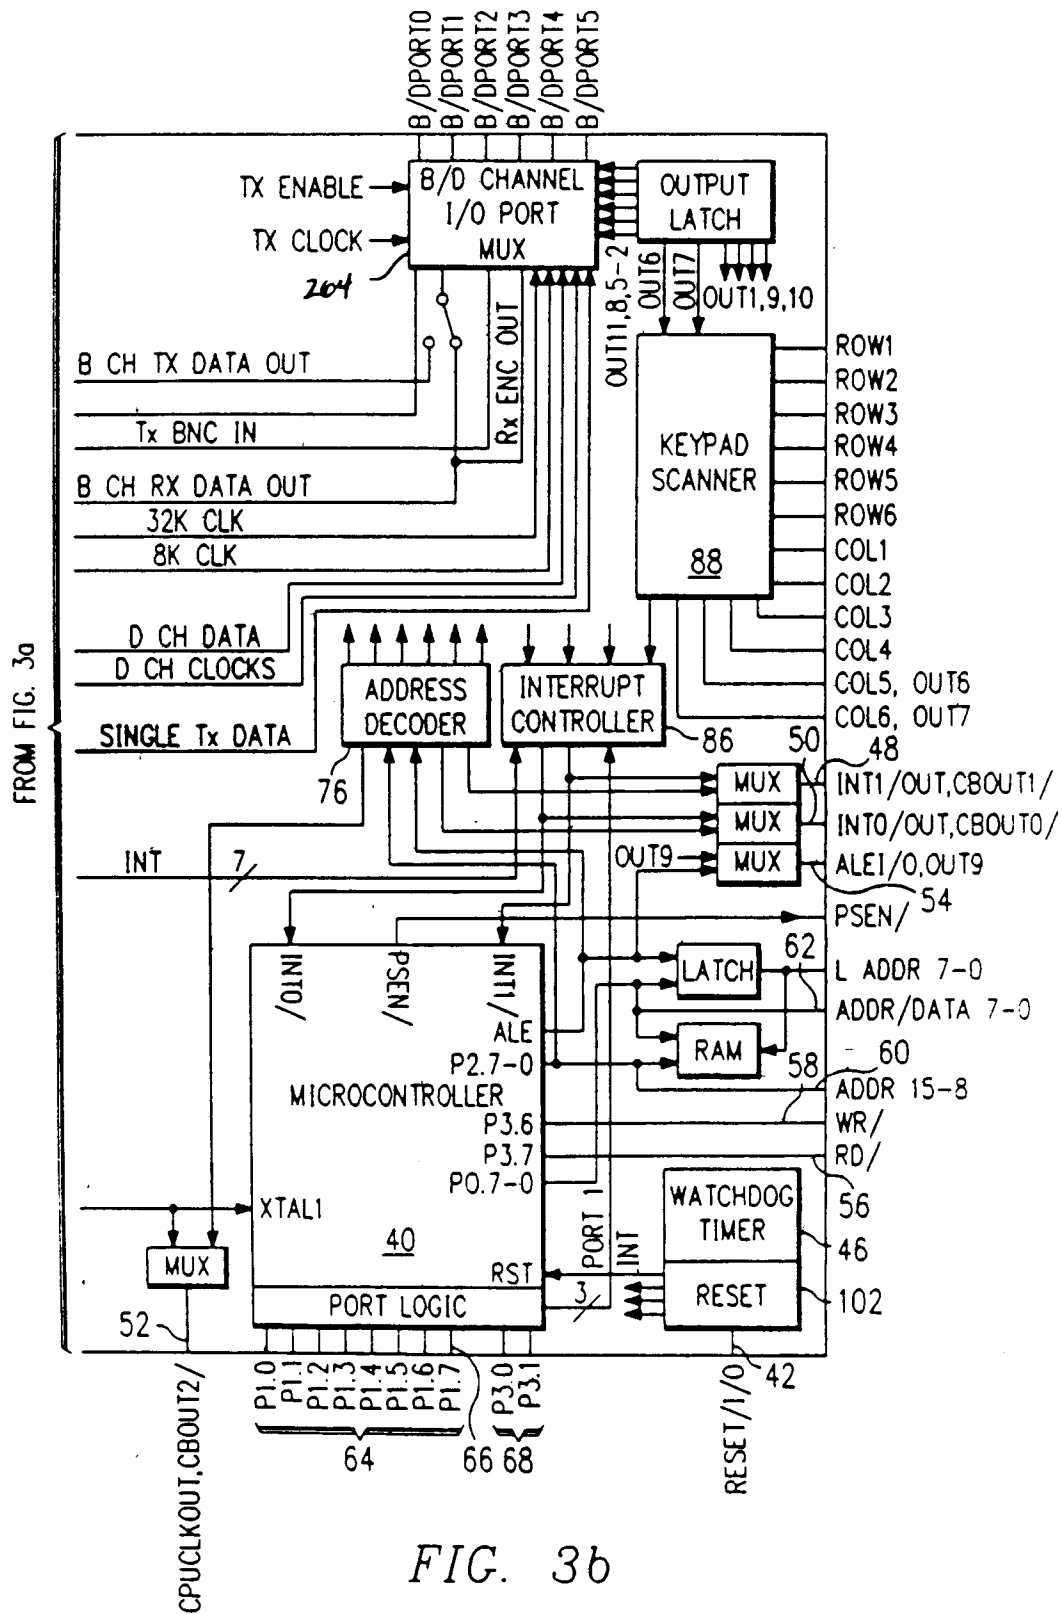 B/DPORT0
B/DPORT1
B/DPORT2
B/DPORT3
B/DPORT4
B/DPORT5
TX ENABLE
TX CLOCK
204
B/D CHANNEL
I/O PORT
MUX
OUTPUT
LATCH
OUT11,8,5-2
OUT6
OUT7
OUT1,9,10
B CH TX DATA OUT
Tx BNC IN
Rx ENC OUT
B CH RX DATA OUT
32K CLK
8K CLK
D CH DATA
D CH CLOCKS
SINGLE Tx DATA
FROM FIG. 3a
KEYPAD
SCANNER
88
ROW1
ROW2
ROW3
ROW4
ROW5
ROW6
COL1
COL2
COL3
COL4
COL5, OUT6
COL6, OUT7
ADDRESS
DECODER
76
INTERRUPT
CONTROLLER
86
50
48
MUX
INT1/OUT,CBOUT1/
MUX
INT0/OUT,CBOUT0/
OUT9
MUX
ALEI/O,OUT9
54
INT
7
PSEN/
INT0/
PSEN/
INT1/
LATCH
62
L ADDR 7-0
ADDR/DATA 7-0
RAM
58
60
ADDR 15-8
WR/
RD/
56
ALE
P2.7-0
MICROCONTROLLER
P3.6
P3.7
P0.7-0
XTAL1
40
RST
PORT LOGIC
PORT 1
INT
3
WATCHDOG
TIMER
46
RESET
102
MUX
52
CPUCLKOUT,CBOUT2/
P1.0
P1.1
P1.2
P1.3
P1.4
P1.5
P1.6
P1.7
P3.0
P3.1
64
66
68
42
RESET/I/O
FIG. 3b